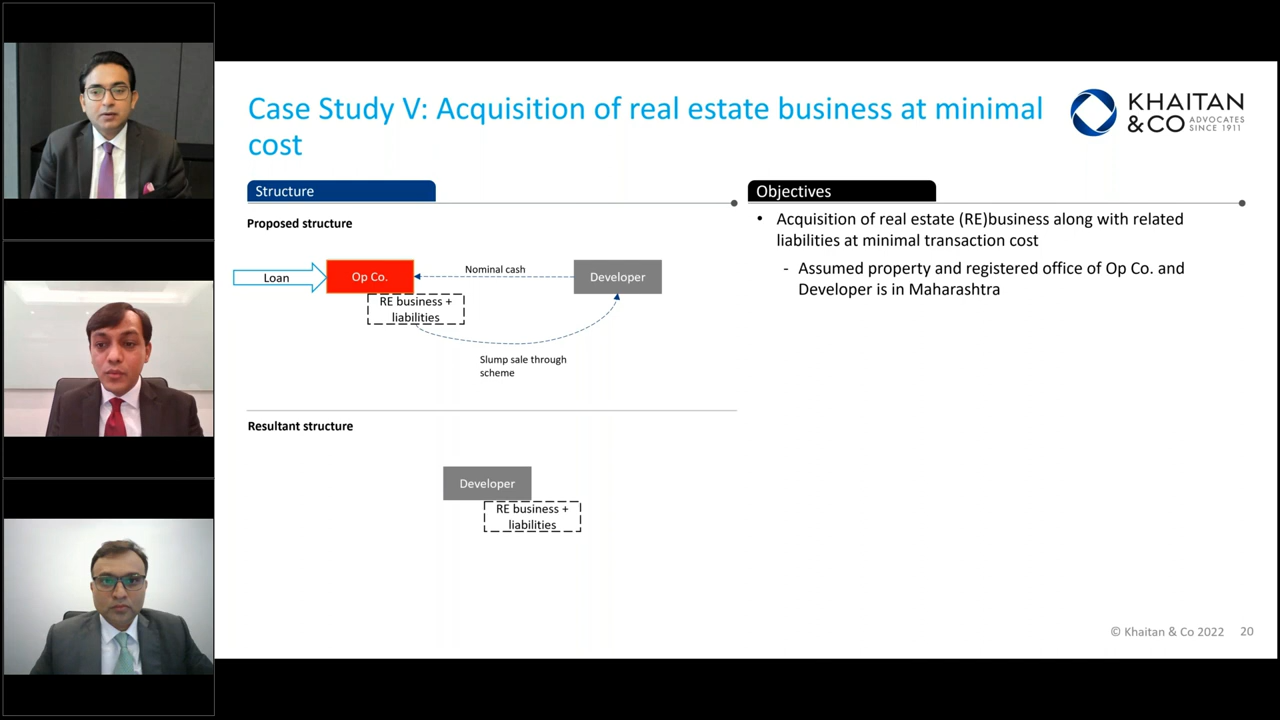 Case Study V: Acquisition of real estate business at minimal
cost
KHAITAN
&CO ADVOCATES
SINCE 1911
Structure
Objectives
Proposed structure
Loan
Op Co.
Nominal cash
Developer
RE business +
liabilities
Slump sale through
scheme
Resultant structure
Developer
RE business +
liabilities
• Acquisition of real estate (RE)business along with related
liabilities at minimal transaction cost
- Assumed property and registered office of Op Co. and
Developer is in Maharashtra
© Khaitan & Co 2022 20